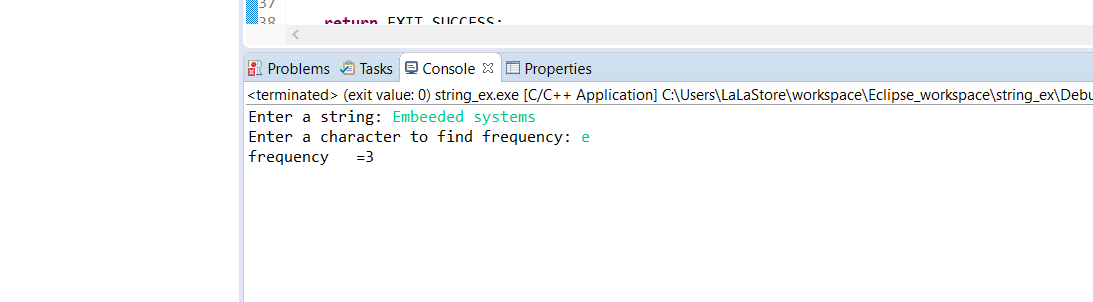 37
38 return EXIT_SUCCESS;
<
Problems Tasks Console Properties
<terminated> (exit value: 0) string_ex.exe [C/C++ Application] C:\Users\LaLaStore\workspace\Eclipse_workspace\string_ex\Debu
Enter a string: Embeeded systems
Enter a character to find frequency: e
frequency =3